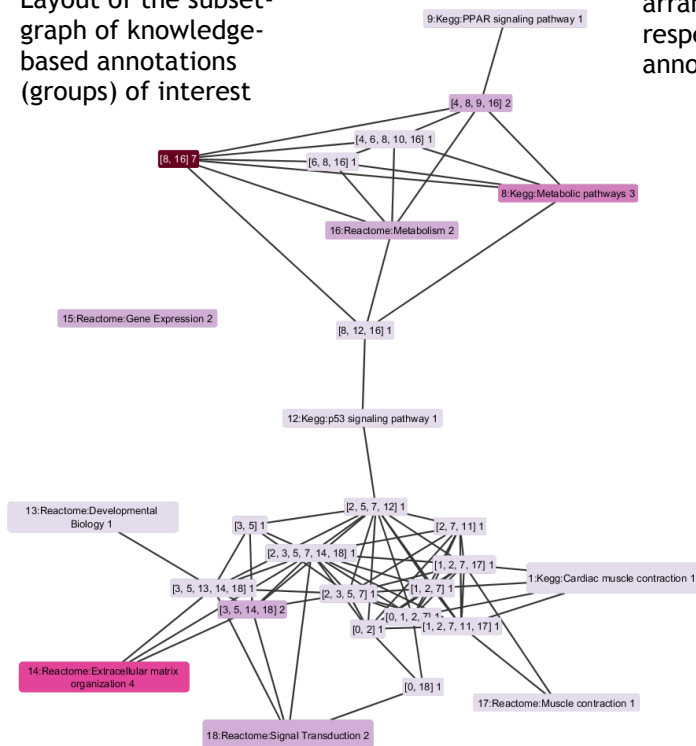 Layout of the subset-
graph of knowledge-
based annotations
(groups) of interest
arran
respe
anno
9:Kegg:PPAR signaling pathway 1
[4, 8, 9, 16] 2
[4, 6, 8, 10, 16] 1
[8, 16] 7
[6, 8, 16] 1
8:Kegg:Metabolic pathways 3
16:Reactome:Metabolism 2
15:Reactome:Gene Expression 2
[8, 12, 16] 1
12:Kegg:p53 signaling pathway 1
13:Reactome:Developmental
Biology 1
[2, 5, 7, 12] 1
[3, 5] 1
[2, 7, 11] 1
[2, 3, 5, 7, 14, 18] 1
[1, 2, 7, 17] 1
1:Kegg:Cardiac muscle contraction 1
[3, 5, 13, 14, 18] 1
[2, 3, 5, 7] 1
[1, 2, 7] 1
[3, 5, 14, 18] 2
[0, 1, 2, 7] 1
[0, 2] 1
[1, 2, 7, 11, 17] 1
14:Reactome:Extracellular matrix
organization 4
[0, 18] 1
17:Reactome:Muscle contraction 1
18:Reactome:Signal Transduction 2